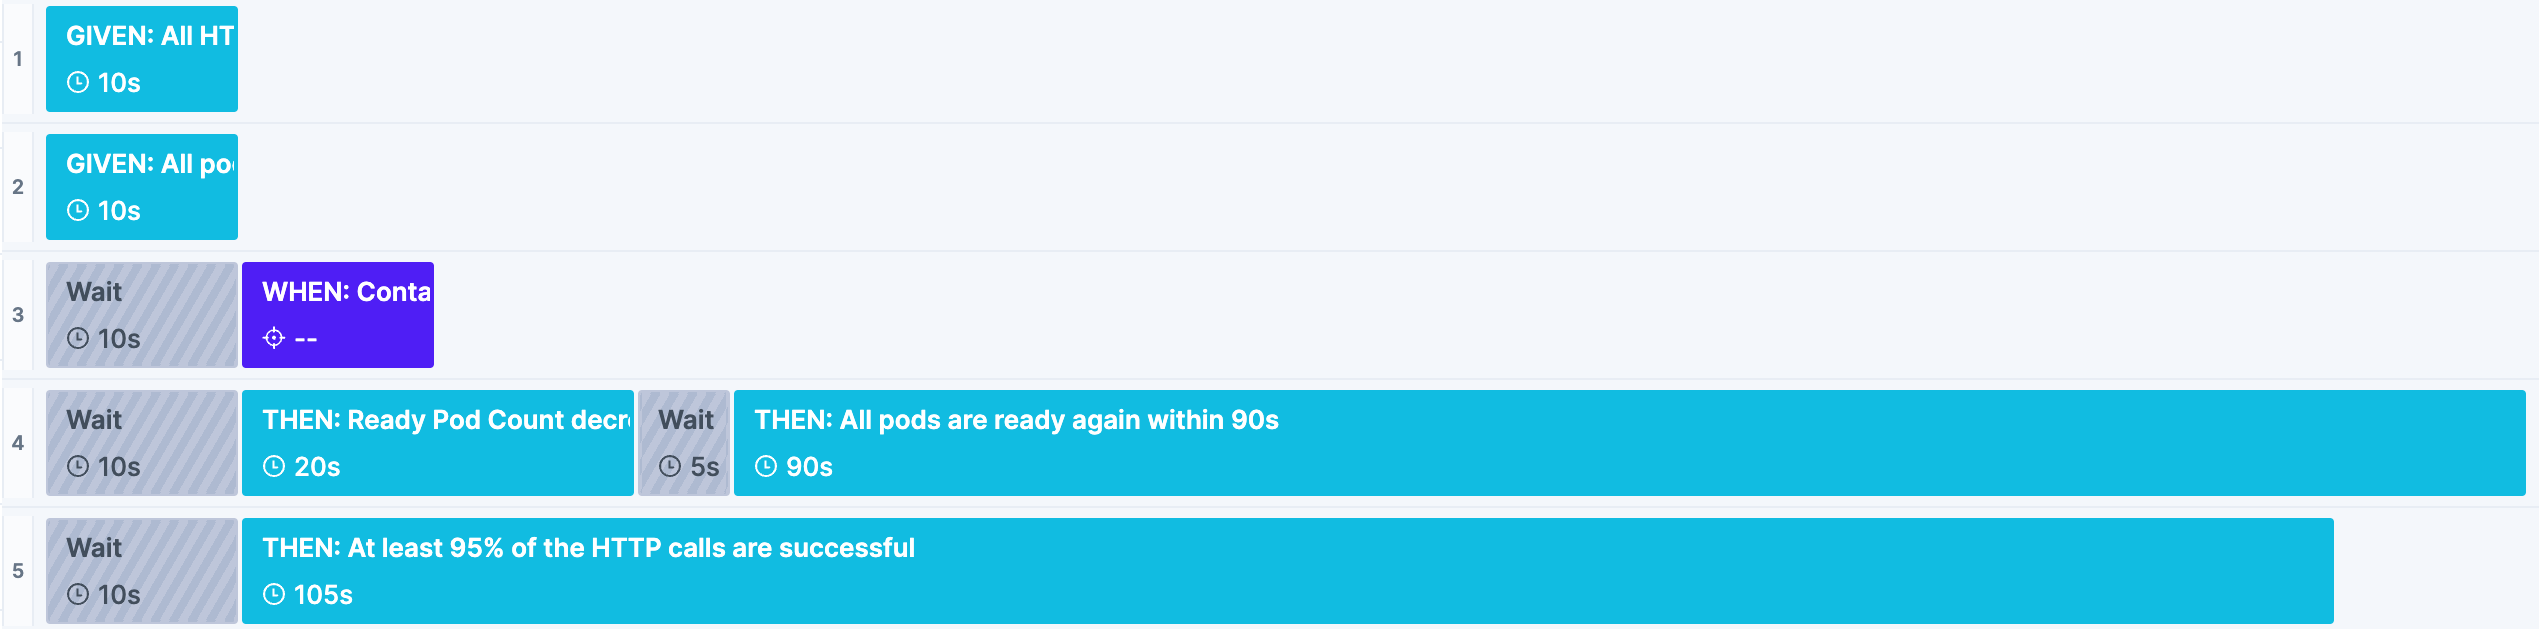 1
GIVEN: All HT
10s
2
GIVEN: All po
10s
3
Wait
10s
WHEN: Conta
--
4
Wait
10s
THEN: Ready Pod Count decr
20s
Wait
5s
THEN: All pods are ready again within 90s
90s
5
Wait
10s
THEN: At least 95% of the HTTP calls are successful
105s